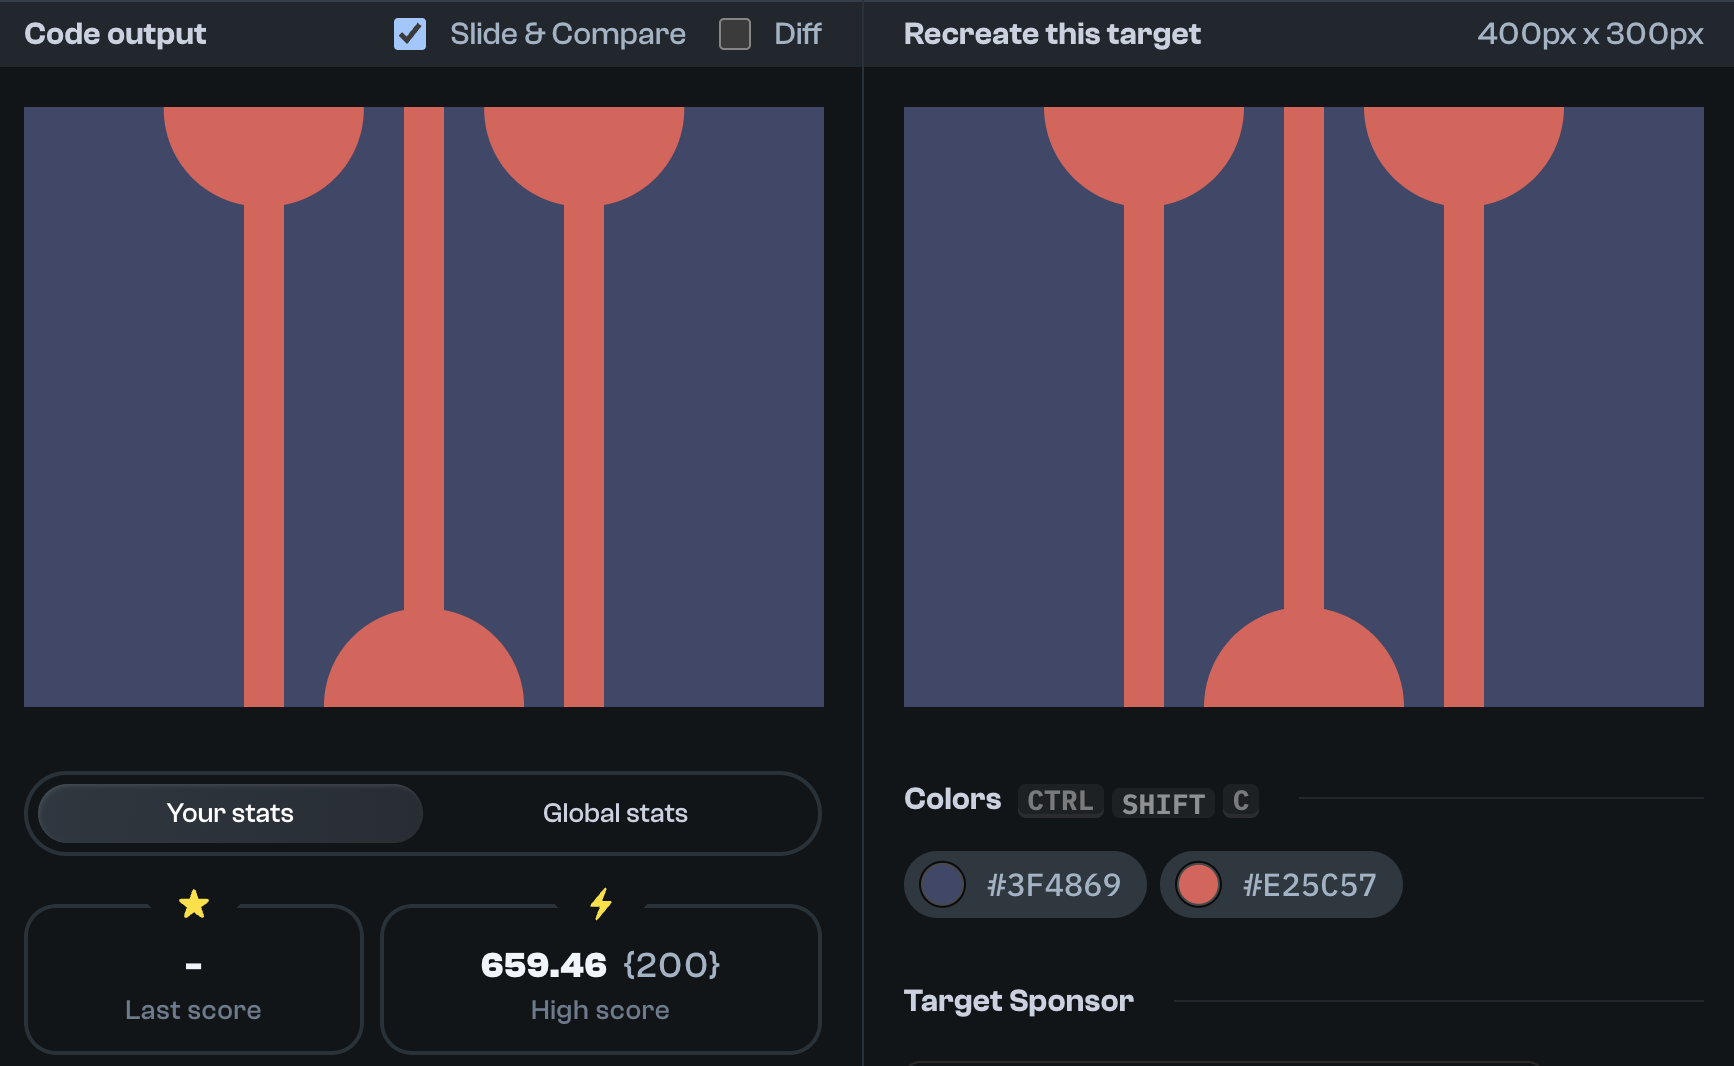 Code output
Slide & Compare
Diff
Recreate this target
400px x 300px
Your stats
Global stats
-
Last score
659.46 {200}
High score
Colors CTRL SHIFT C
#3F4869
#E25C57
Target Sponsor